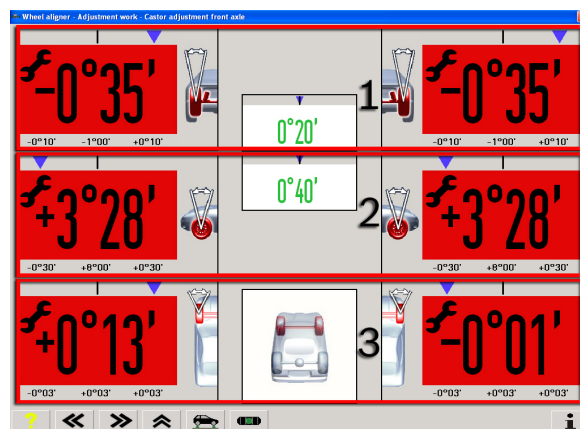 Wheel aligner - Adjustment work - Castor adjustment front axle
-0°35'
1
-0°35'
0°20'
-0°10' -1°00' +0°10'
-0°10' -1°00' +0°10'
+3°28'
0°40'
2
+3°28'
-0°30' +8°00' +0°30'
-0°30' +8°00' +0°30'
+0°13'
3
-0°01'
-0°03' +0°03' +0°03'
-0°03' +0°03' +0°03'
?
i